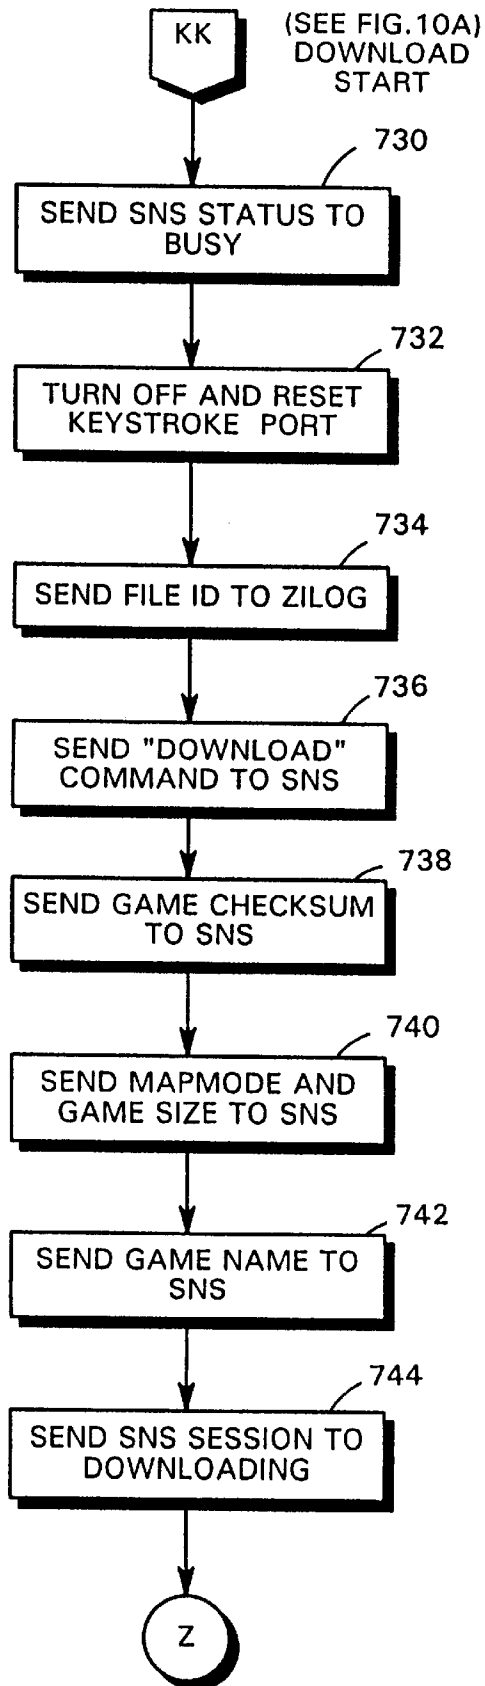 KK
(SEE FIG.10A)
DOWNLOAD
START
730
SEND SNS STATUS TO
BUSY
732
TURN OFF AND RESET
KEYSTROKE PORT
734
SEND FILE ID TO ZILOG
736
SEND "DOWNLOAD"
COMMAND TO SNS
738
SEND GAME CHECKSUM
TO SNS
740
SEND MAPMODE AND
GAME SIZE TO SNS
742
SEND GAME NAME TO
SNS
744
SEND SNS SESSION TO
DOWNLOADING
Z